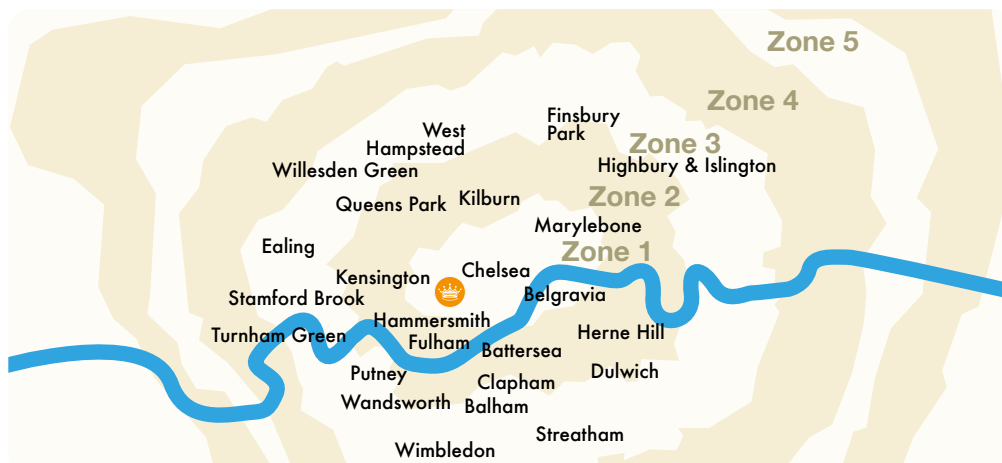 Zone 5
Zone 4
Finsbury
Park
West
Hampstead
Zone 3
Highbury & Islington
Willesden Green
Queens Park
Kilburn
Zone 2
Marylebone
Ealing
Zone 1
Kensington
Chelsea
Stamford Brook
Belgravia
Hammersmith
Turnham Green
Fulham
Herne Hill
Battersea
Putney
Dulwich
Clapham
Wandsworth
Balham
Streatham
Wimbledon